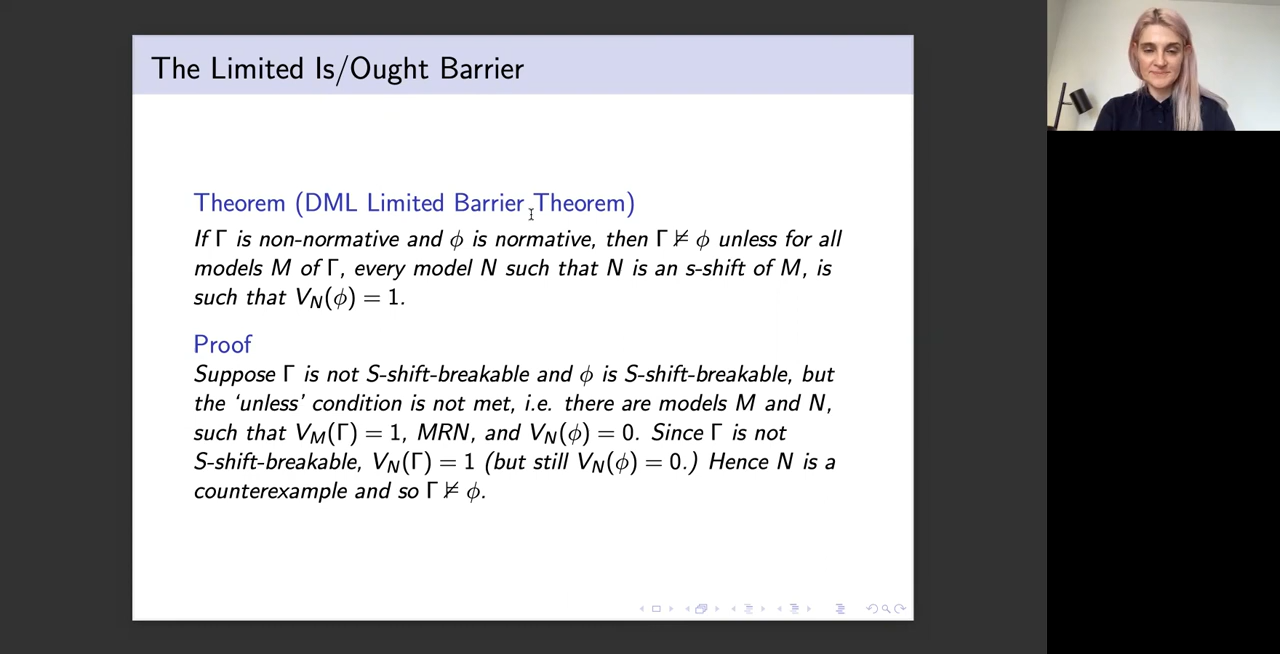 The Limited Is/Ought Barrier
Theorem (DML Limited Barrier Theorem)
If Γ is non-normative and ϕ is normative, then Γ ⊭ ϕ unless for all
models M of Γ, every model N such that N is an s-shift of M, is
such that V_N(ϕ) = 1.
Proof
Suppose Γ is not S-shift-breakable and ϕ is S-shift-breakable, but
the ‘unless’ condition is not met, i.e. there are models M and N,
such that V_M(Γ) = 1, MRN, and V_N(ϕ) = 0. Since Γ is not
S-shift-breakable, V_N(Γ) = 1 (but still V_N(ϕ) = 0.) Hence N is a
counterexample and so Γ ⊭ ϕ.